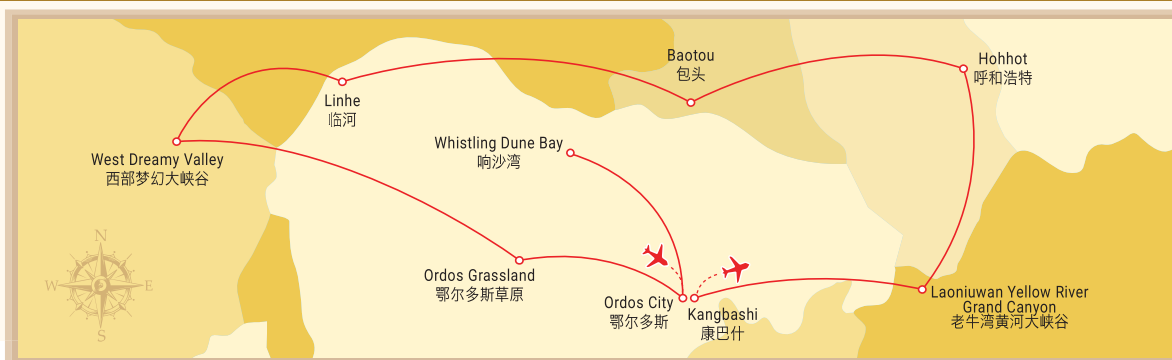 Baotou
包头
Hohhot
呼和浩特
Linhe
临河
Whistling Dune Bay
响沙湾
West Dreamy Valley
西部梦幻大峡谷
N
W
E
S
Ordos Grassland
鄂尔多斯草原
Ordos City
鄂尔多斯
Kangbashi
康巴什
Laoniuwan Yellow River
Grand Canyon
老牛湾黄河大峡谷